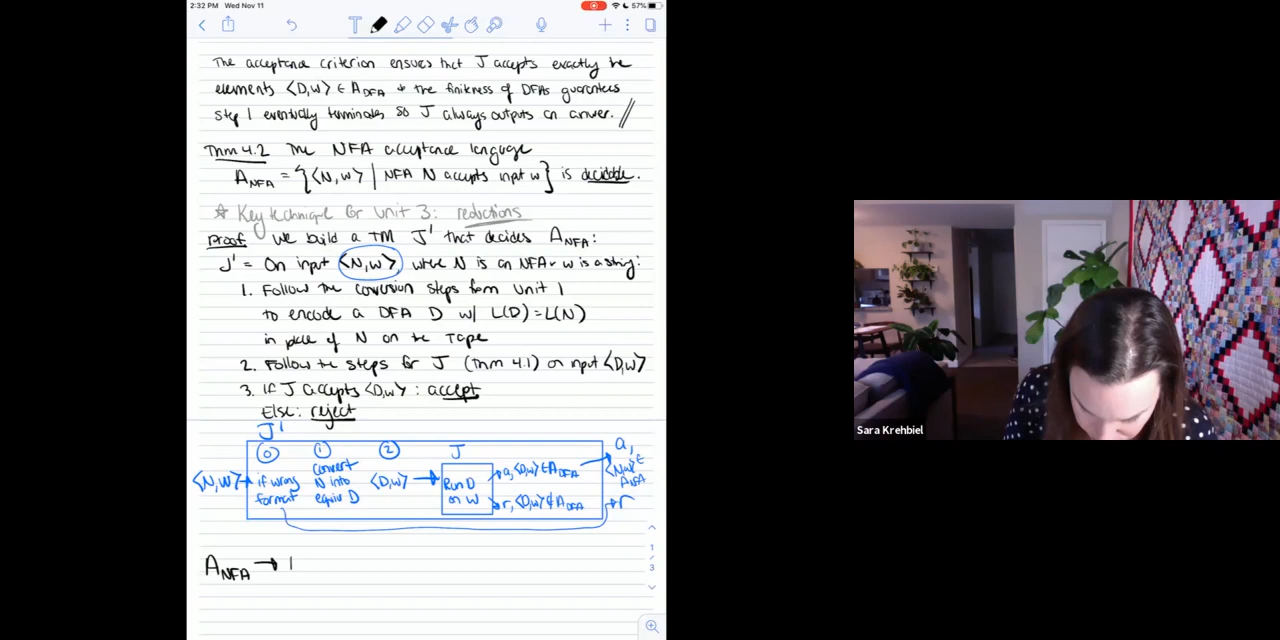 2:32 PM Wed Nov 11
57%
The acceptance criterion ensures that J accepts exactly the
elements ⟨D,w⟩ ∈ A_DFA + the finiteness of DFAs guarantees
step 1 eventually terminates so J always outputs an answer. //
Thm 4.2 The NFA acceptance language
A_NFA = {⟨N,w⟩ | NFA N accepts input w} is decidable.
☆ Key technique for Unit 3: reductions
Proof We build a TM J' that decides A_NFA:
J' = On input ⟨N,w⟩, where N is an NFA + w is a string:
1. Follow the conversion steps from Unit 1
to encode a DFA D w/ L(D)=L(N)
in place of N on the tape
2. Follow the steps for J (Thm 4.1) on input ⟨D,w⟩
3. If J accepts ⟨D,w⟩: accept
Else: reject
J'
⓪ ① ② J
⟨N,w⟩→ if wrong format
convert N into equiv D
⟨D,w⟩ →
Run D on w
a, ⟨D,w⟩∈A_DFA
r, ⟨D,w⟩∉A_DFA
a, ⟨N,w⟩∈ A_NFA
r
A_NFA → I
1
/
3
Sara Krehbiel